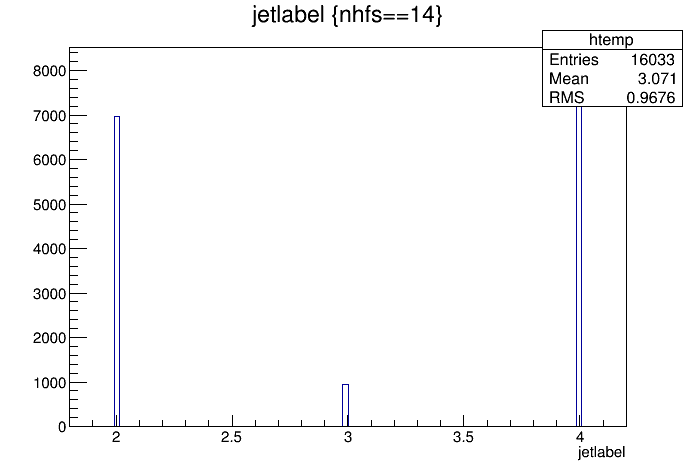 jetlabel {nhfs==14}
htemp
Entries 16033
Mean 3.071
RMS 0.9676
8000
7000
6000
5000
4000
3000
2000
1000
0
2 2.5 3 3.5 4
jetlabel